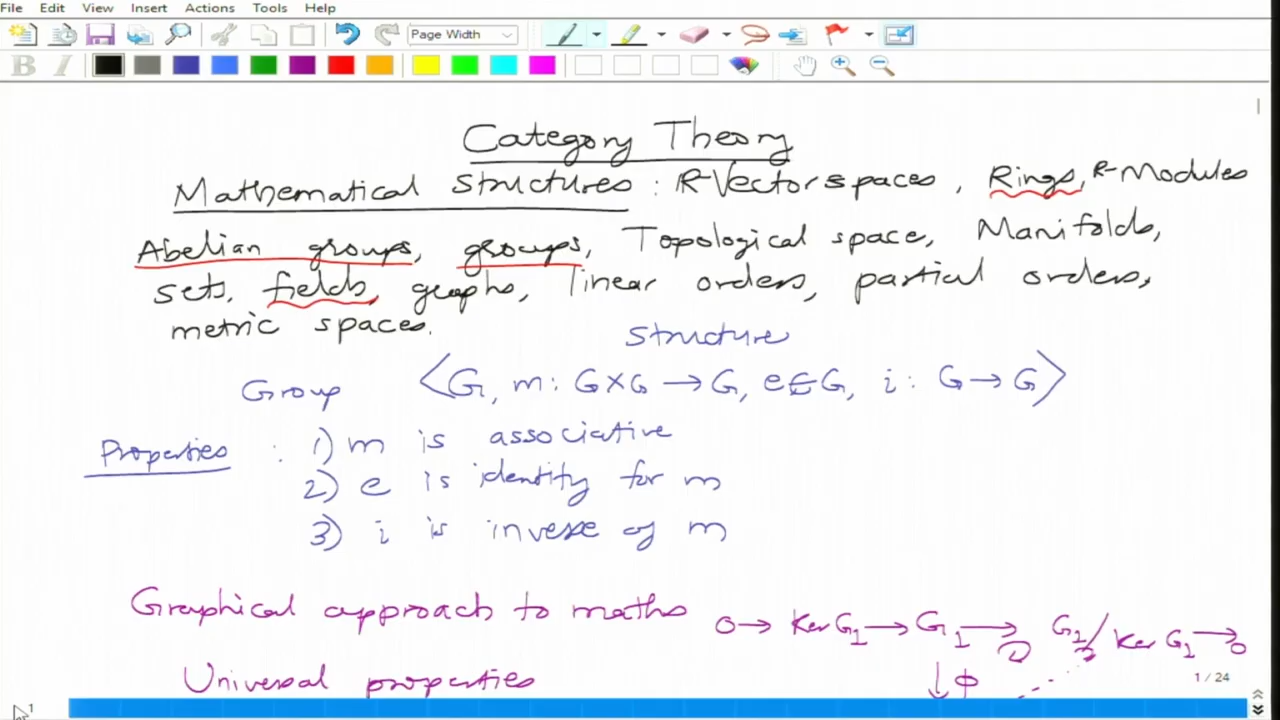 File Edit View Insert Actions Tools Help
Page Width
B I
Category Theory
Mathematical Structures : R-Vector spaces , Rings, R-Modules
Abelian groups, groups, Topological space, Manifolds,
sets, fields, graphs, linear orders, partial orders,
metric spaces.
Structure
Group <G, m: G×G → G, e∈G, i: G→G>
Properties : 1) m is associative
2) e is identity for m
3) i is inverse of m
Graphical approach to maths 0→ Ker G1 → G1 → G1/Ker G1 → 0
Universal properties ↓ϕ
1 / 24
1